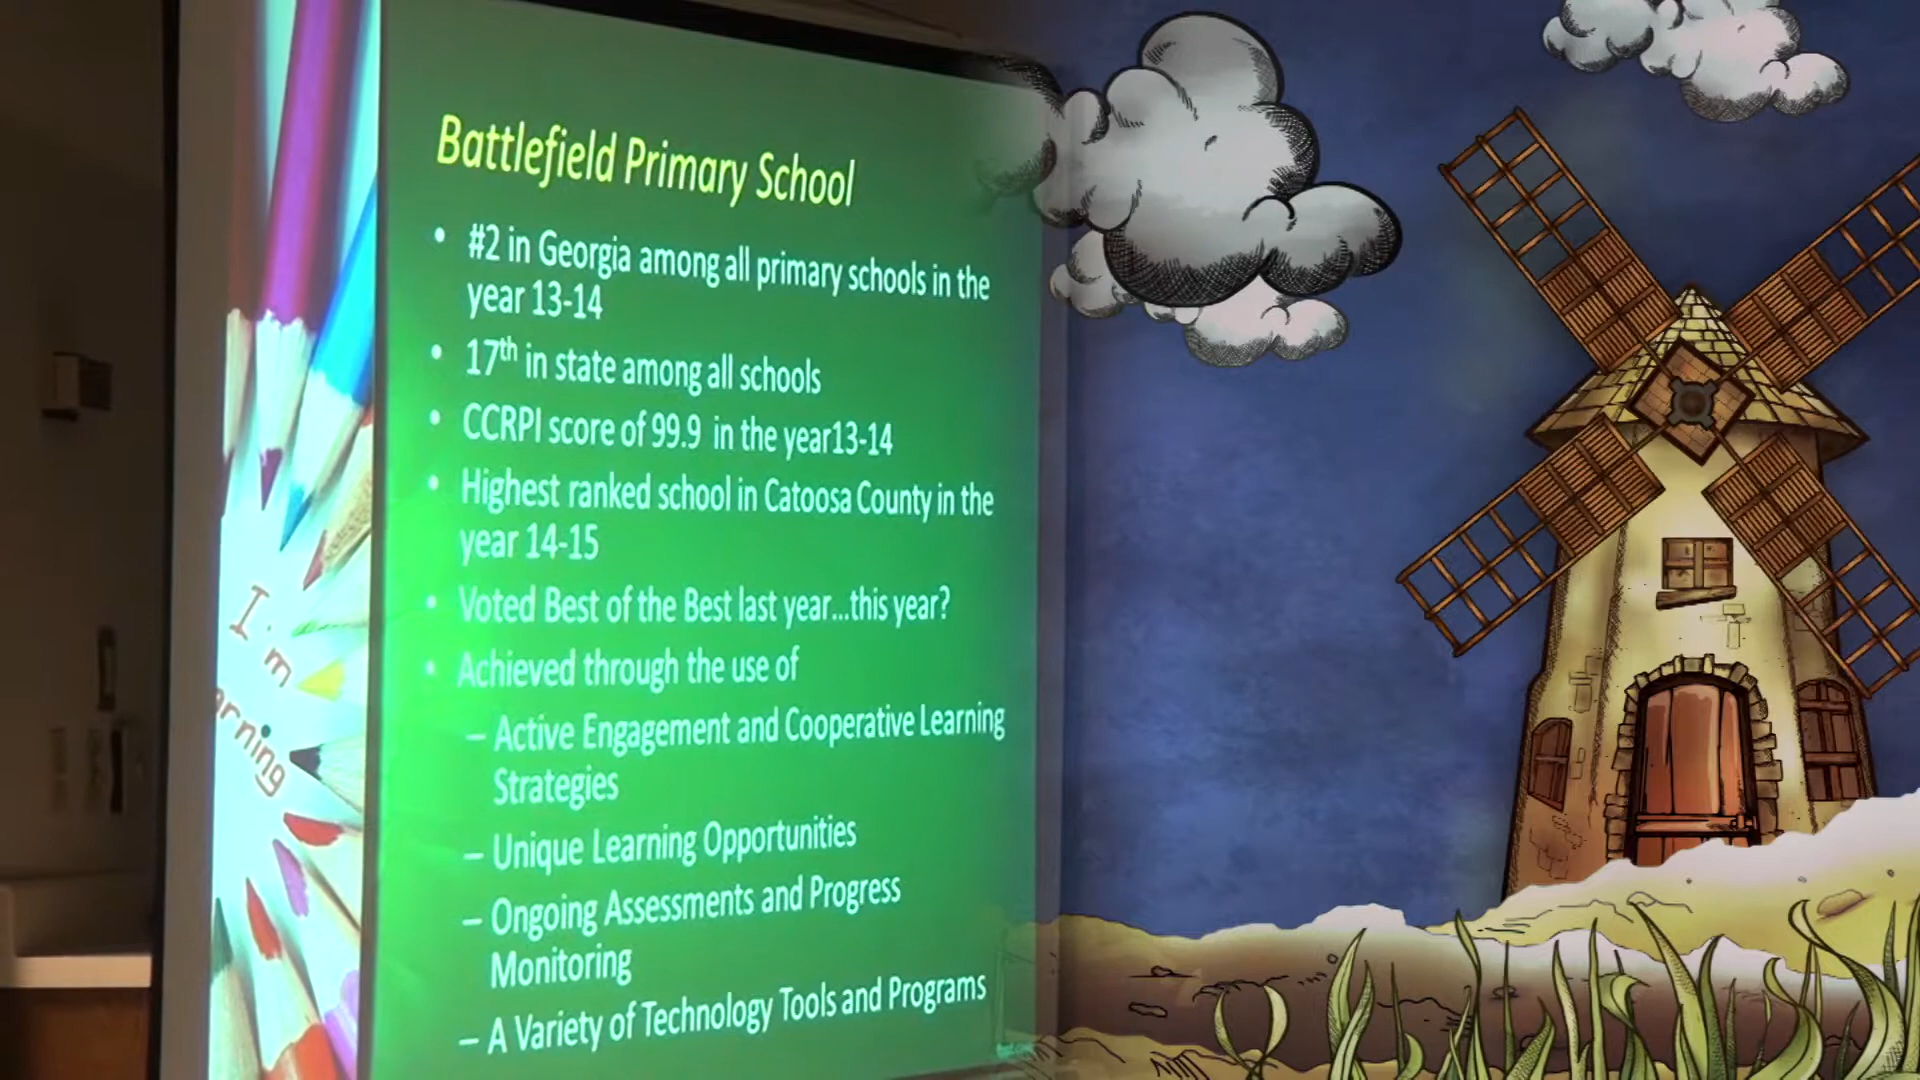 Battlefield Primary School
• #2 in Georgia among all primary schools in the
year 13-14
• 17th in state among all schools
• CCRPI score of 99.9 in the year13-14
• Highest ranked school in Catoosa County in the
year 14-15
• Voted Best of the Best last year...this year?
• Achieved through the use of
– Active Engagement and Cooperative Learning
Strategies
– Unique Learning Opportunities
– Ongoing Assessments and Progress
Monitoring
– A Variety of Technology Tools and Programs
I'm
arning